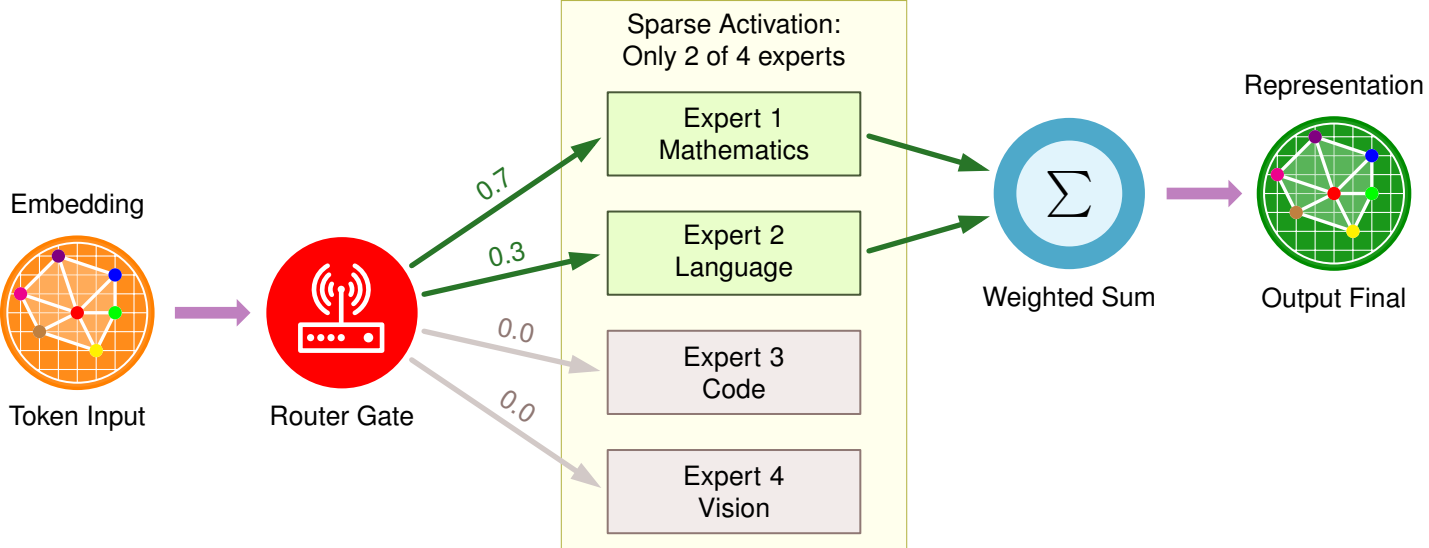 Embedding
Token Input
Router Gate
0.7
0.3
0.0
0.0
Sparse Activation:
Only 2 of 4 experts
Expert 1
Mathematics
Expert 2
Language
Expert 3
Code
Expert 4
Vision
∑
Weighted Sum
Representation
Output Final